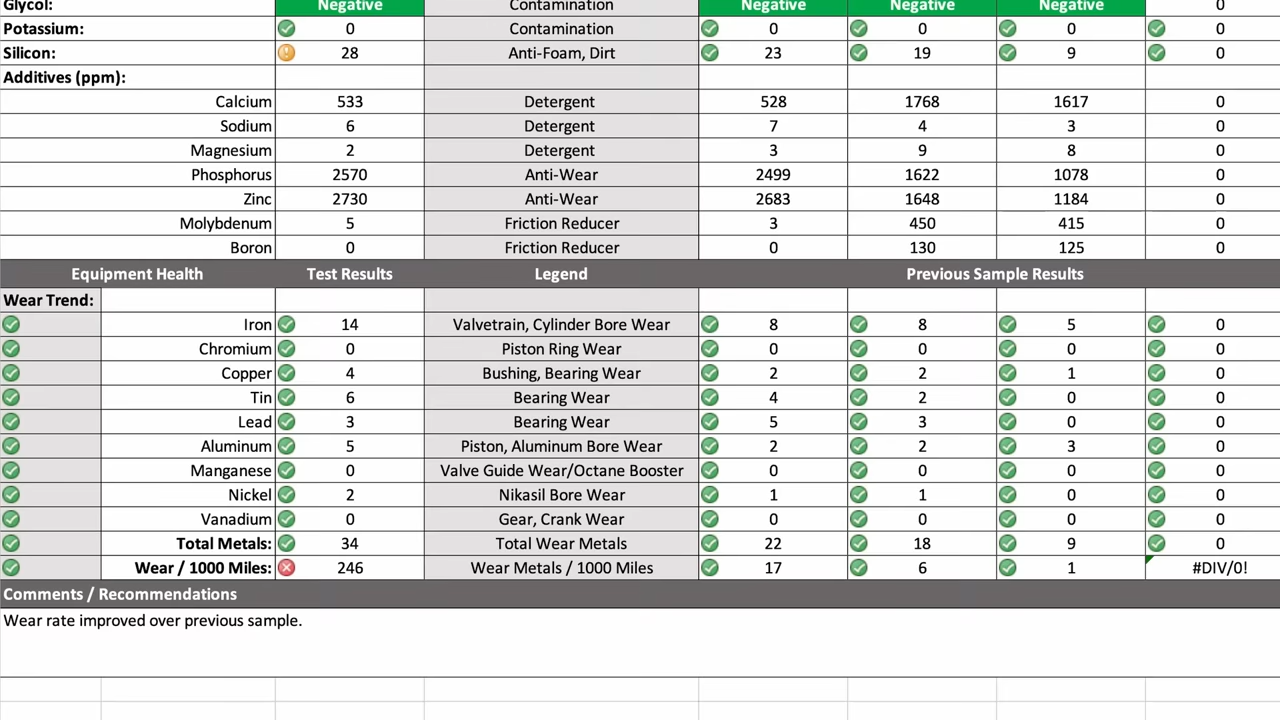 Glycol: Negative Contamination Negative Negative Negative 0
Potassium: 0 Contamination 0 0 0 0
Silicon: 28 Anti-Foam, Dirt 23 19 9 0
Additives (ppm):
Calcium 533 Detergent 528 1768 1617 0
Sodium 6 Detergent 7 4 3 0
Magnesium 2 Detergent 3 9 8 0
Phosphorus 2570 Anti-Wear 2499 1622 1078 0
Zinc 2730 Anti-Wear 2683 1648 1184 0
Molybdenum 5 Friction Reducer 3 450 415 0
Boron 0 Friction Reducer 0 130 125 0
Equipment Health Test Results Legend Previous Sample Results
Wear Trend:
Iron 14 Valvetrain, Cylinder Bore Wear 8 8 5 0
Chromium 0 Piston Ring Wear 0 0 0 0
Copper 4 Bushing, Bearing Wear 2 2 1 0
Tin 6 Bearing Wear 4 2 0 0
Lead 3 Bearing Wear 5 3 0 0
Aluminum 5 Piston, Aluminum Bore Wear 2 2 3 0
Manganese 0 Valve Guide Wear/Octane Booster 0 0 0 0
Nickel 2 Nikasil Bore Wear 1 1 0 0
Vanadium 0 Gear, Crank Wear 0 0 0 0
Total Metals: 34 Total Wear Metals 22 18 9 0
Wear / 1000 Miles: 246 Wear Metals / 1000 Miles 17 6 1 #DIV/0!
Comments / Recommendations
Wear rate improved over previous sample.